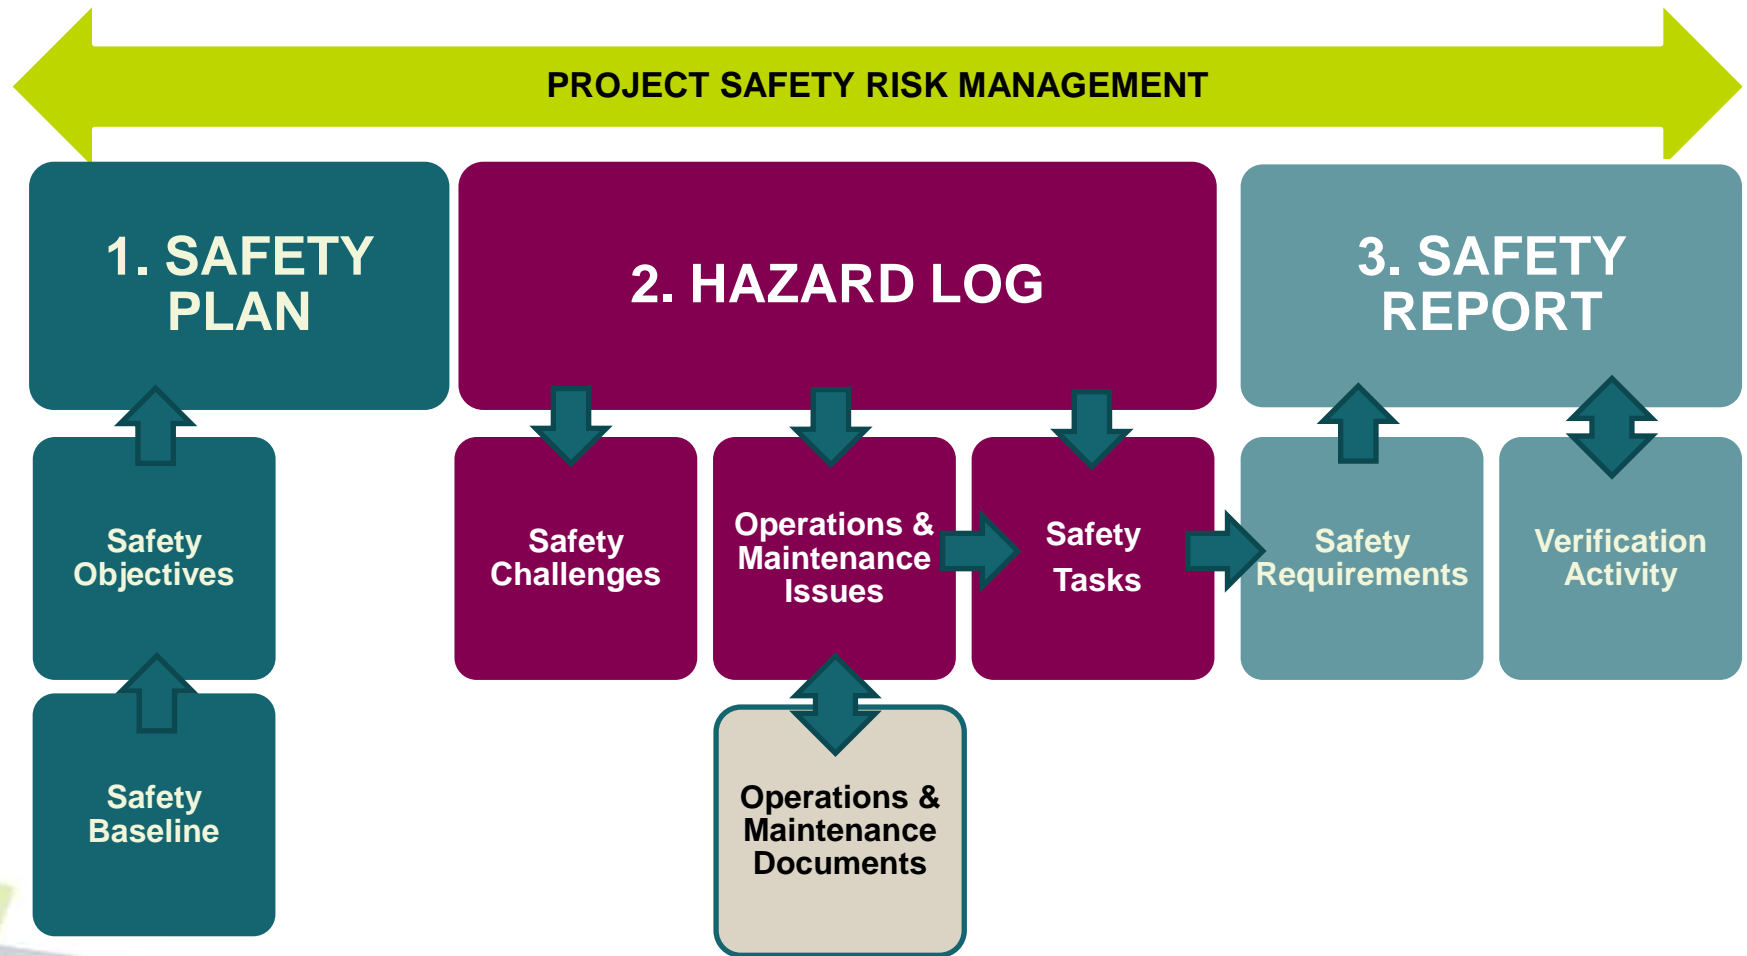 PROJECT SAFETY RISK MANAGEMENT
1. SAFETY
PLAN
2. HAZARD LOG
3. SAFETY
REPORT
Safety
Objectives
Safety
Challenges
Operations &
Maintenance
Issues
Safety
Tasks
Safety
Requirements
Verification
Activity
Safety
Baseline
Operations &
Maintenance
Documents